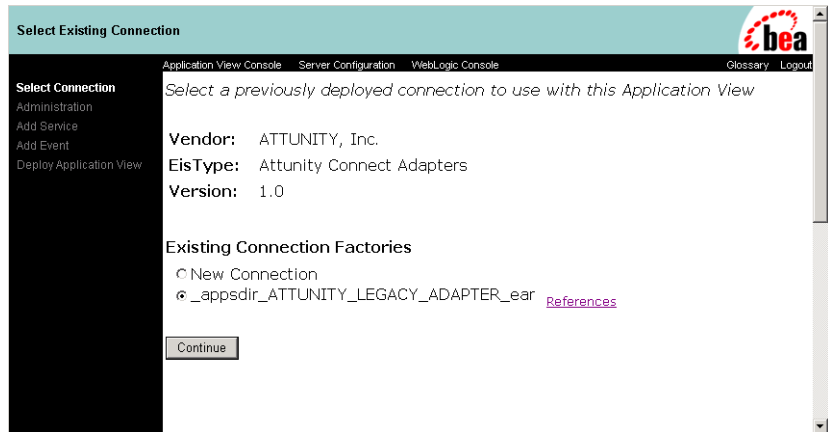 Select Existing Connection
bea
Application View Console Server Configuration WebLogic Console Glossary Logout
Select Connection
Administration
Add Service
Add Event
Deploy Application View
Select a previously deployed connection to use with this Application View
Vendor: ATTUNITY, Inc.
EisType: Attunity Connect Adapters
Version: 1.0
Existing Connection Factories
New Connection
_appsdir_ATTUNITY_LEGACY_ADAPTER_ear References
Continue